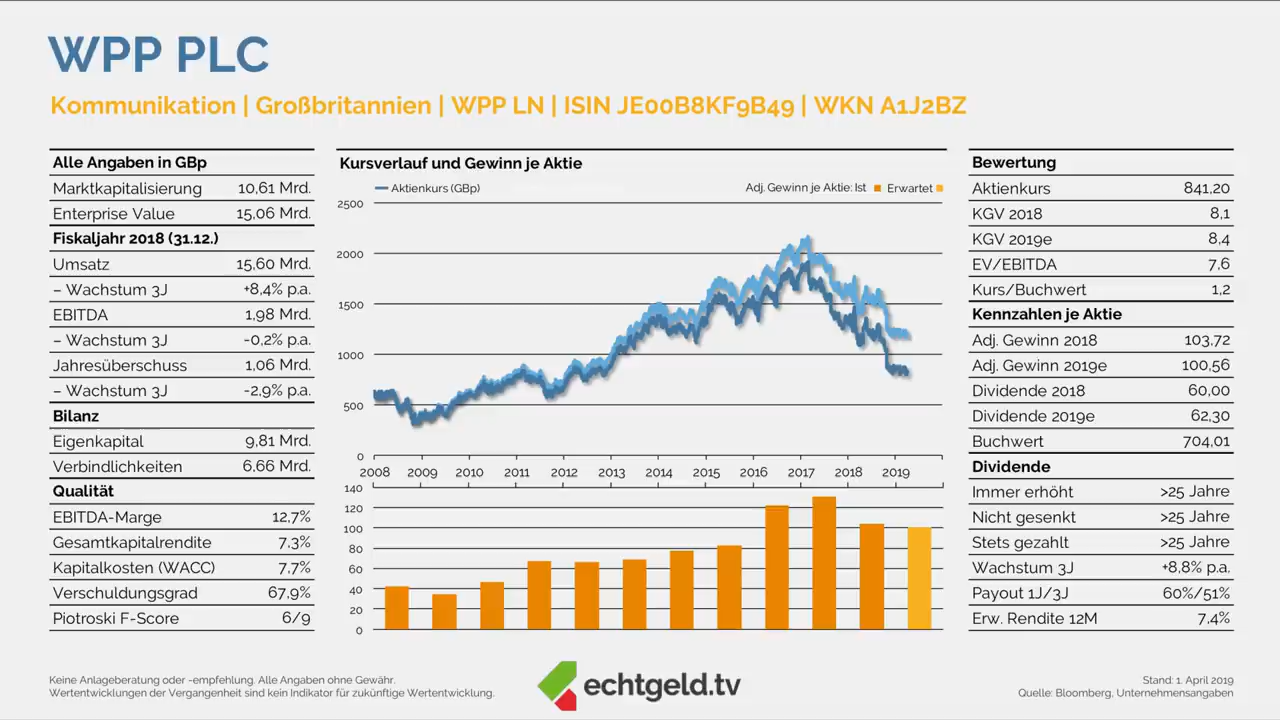 WPP PLC
Kommunikation | Großbritannien | WPP LN | ISIN JE00B8KF9B49 | WKN A1J2BZ
Alle Angaben in GBp
Marktkapitalisierung 10,61 Mrd.
Enterprise Value 15,06 Mrd.
Fiskaljahr 2018 (31.12.)
Umsatz 15,60 Mrd.
– Wachstum 3J +8,4% p.a.
EBITDA 1,98 Mrd.
– Wachstum 3J -0,2% p.a.
Jahresüberschuss 1,06 Mrd.
– Wachstum 3J -2,9% p.a.
Bilanz
Eigenkapital 9,81 Mrd.
Verbindlichkeiten 6,66 Mrd.
Qualität
EBITDA-Marge 12,7%
Gesamtkapitalrendite 7,3%
Kapitalkosten (WACC) 7,7%
Verschuldungsgrad 67,9%
Piotroski F-Score 6/9
Kursverlauf und Gewinn je Aktie
Aktienkurs (GBp) Adj. Gewinn je Aktie: Ist Erwartet
2500
2000
1500
1000
500
0
2008 2009 2010 2011 2012 2013 2014 2015 2016 2017 2018 2019
140
120
100
80
60
40
20
0
Bewertung
Aktienkurs 841,20
KGV 2018 8,1
KGV 2019e 8,4
EV/EBITDA 7,6
Kurs/Buchwert 1,2
Kennzahlen je Aktie
Adj. Gewinn 2018 103,72
Adj. Gewinn 2019e 100,56
Dividende 2018 60,00
Dividende 2019e 62,30
Buchwert 704,01
Dividende
Immer erhöht >25 Jahre
Nicht gesenkt >25 Jahre
Stets gezahlt >25 Jahre
Wachstum 3J +8,8% p.a.
Payout 1J/3J 60%/51%
Erw. Rendite 12M 7,4%
Keine Anlageberatung oder -empfehlung. Alle Angaben ohne Gewähr.
Wertentwicklungen der Vergangenheit sind kein Indikator für zukünftige Wertentwicklung.
echtgeld.tv
Stand: 1. April 2019
Quelle: Bloomberg, Unternehmensangaben